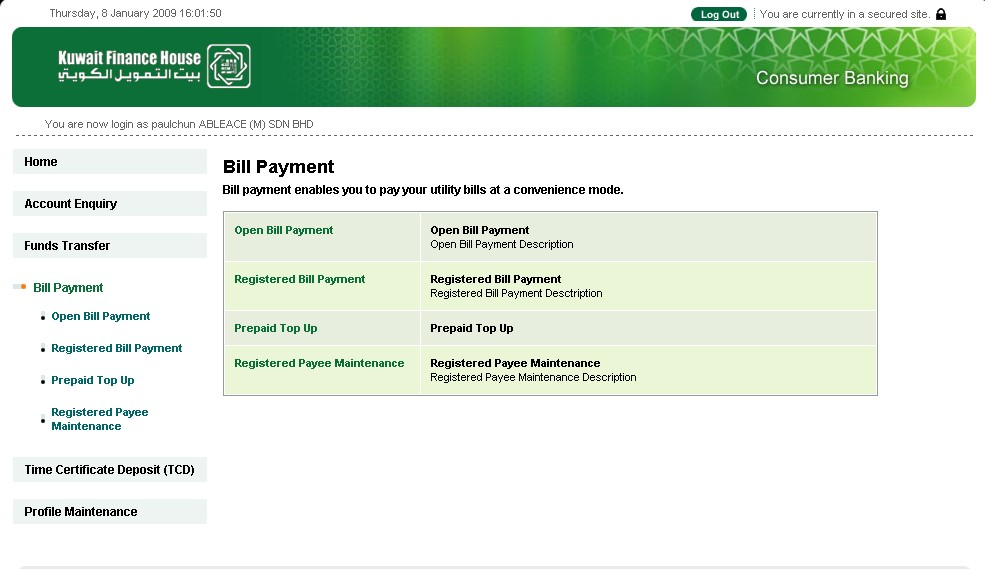 Thursday, 8 January 2009 16:01:50
Log Out
You are currently in a secured site.
Kuwait Finance House
بيت التمويل الكويتي
Consumer Banking
You are now login as paulchun ABLEACE (M) SDN BHD
Home
Account Enquiry
Funds Transfer
Bill Payment
Open Bill Payment
Registered Bill Payment
Prepaid Top Up
Registered Payee
Maintenance
Time Certificate Deposit (TCD)
Profile Maintenance
Bill Payment
Bill payment enables you to pay your utility bills at a convenience mode.
Open Bill Payment
Open Bill Payment
Open Bill Payment Description
Registered Bill Payment
Registered Bill Payment
Registered Bill Payment Desctription
Prepaid Top Up
Prepaid Top Up
Registered Payee Maintenance
Registered Payee Maintenance
Registered Payee Maintenance Description